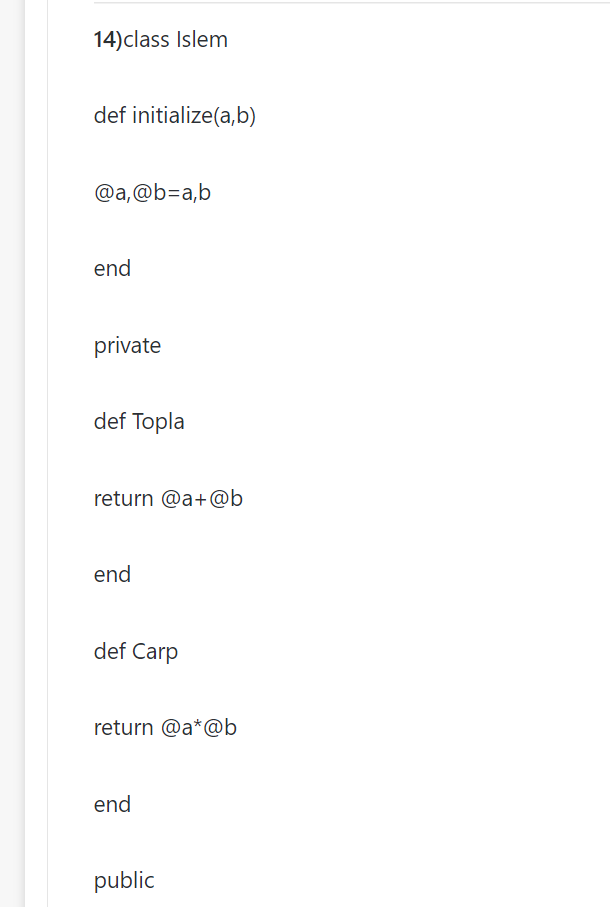 14)class Islem
def initialize(a,b)
@a,@b=a,b
end
private
def Topla
return @a+@b
end
def Carp
return @a*@b
end
public